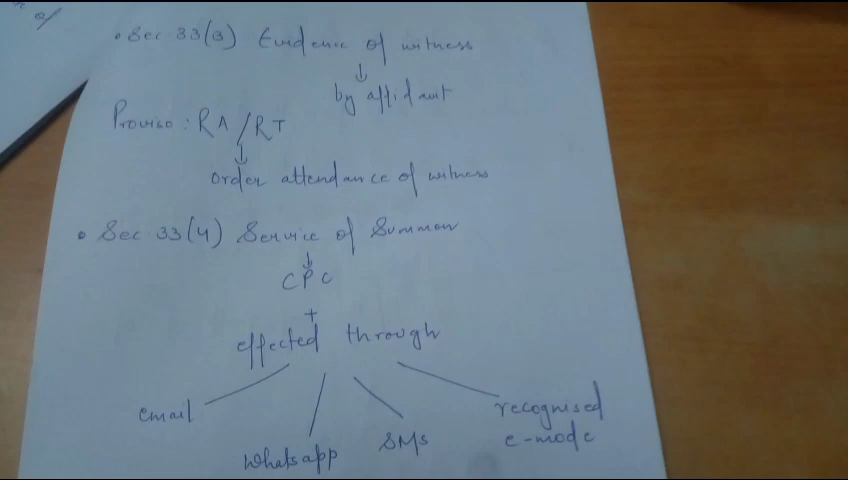 • Sec 33(3) Evidence of witness
↓
by affidavit
Proviso : RA / RT
↓
order attendance of witness
• Sec 33(4) Service of Summon
↓
CPC
+
effected through
email
whatsapp
SMS
recognised
e-mode